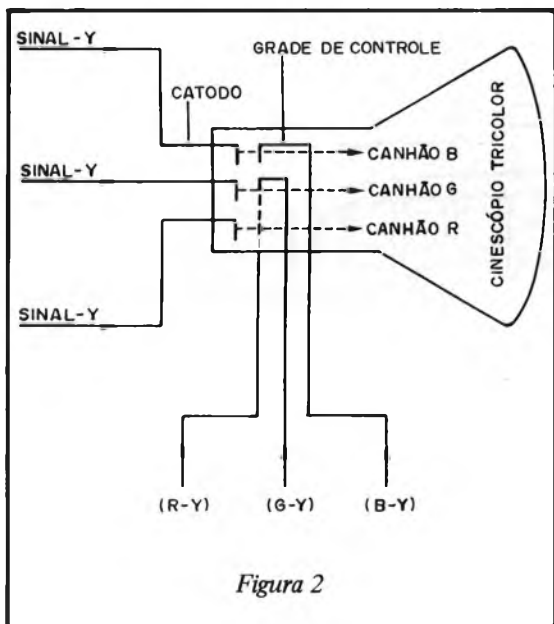 SINAL-Y
GRADE DE CONTROLE
CATODO
CANHÃO B
SINAL-Y
CANHÃO G
CANHÃO R
CINESCÓPIO TRICOLOR
SINAL-Y
(R-Y) (G-Y) (B-Y)
Figura 2